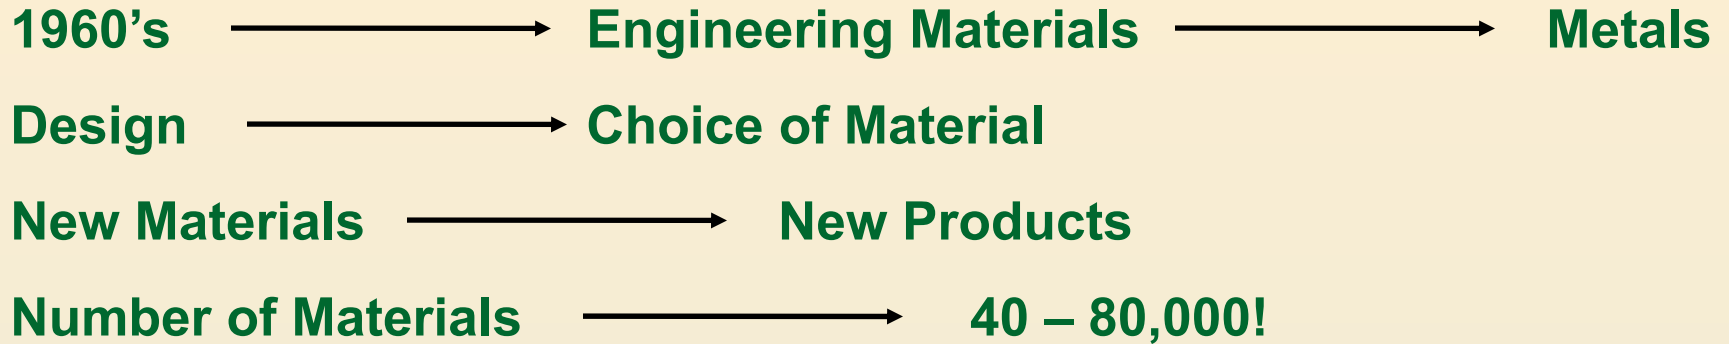 1960’s Engineering Materials Metals
Design Choice of Material
New Materials New Products
Number of Materials 40 – 80,000!